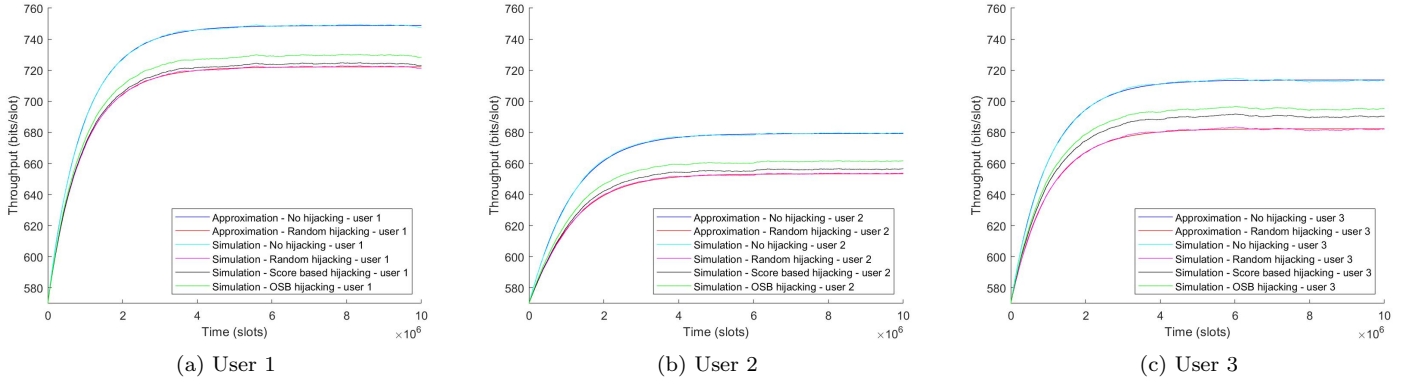 Throughput (bits/slot)
760
740
720
700
680
660
640
620
600
580
Approximation - No hijacking - user 1
Approximation - Random hijacking - user 1
Simulation - No hijacking - user 1
Simulation - Random hijacking - user 1
Simulation - Score based hijacking - user 1
Simulation - OSB hijacking - user 1
0 2 4 6 8 10
Time (slots)
×10^6
(a) User 1
Throughput (bits/slot)
760
740
720
700
680
660
640
620
600
580
Approximation - No hijacking - user 2
Approximation - Random hijacking - user 2
Simulation - No hijacking - user 2
Simulation - Random hijacking - user 2
Simulation - Score based hijacking - user 2
Simulation - OSB hijacking - user 2
0 2 4 6 8 10
Time (slots)
×10^6
(b) User 2
Throughput (bits/slot)
760
740
720
700
680
660
640
620
600
580
Approximation - No hijacking - user 3
Approximation - Random hijacking - user 3
Simulation - No hijacking - user 3
Simulation - Random hijacking - user 3
Simulation - Score based hijacking - user 3
Simulation - OSB hijacking - user 3
0 2 4 6 8 10
Time (slots)
×10^6
(c) User 3